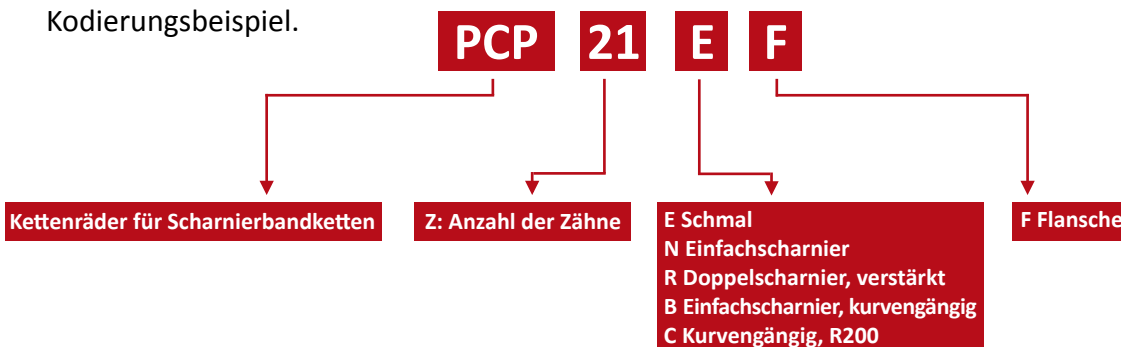 Kodierungsbeispiel.
PCP 21 E F
Kettenräder für Scharnierbandketten
Z: Anzahl der Zähne
E Schmal
N Einfachscharnier
R Doppelscharnier, verstärkt
B Einfachscharnier, kurvengängig
C Kurvengängig, R200
F Flansche